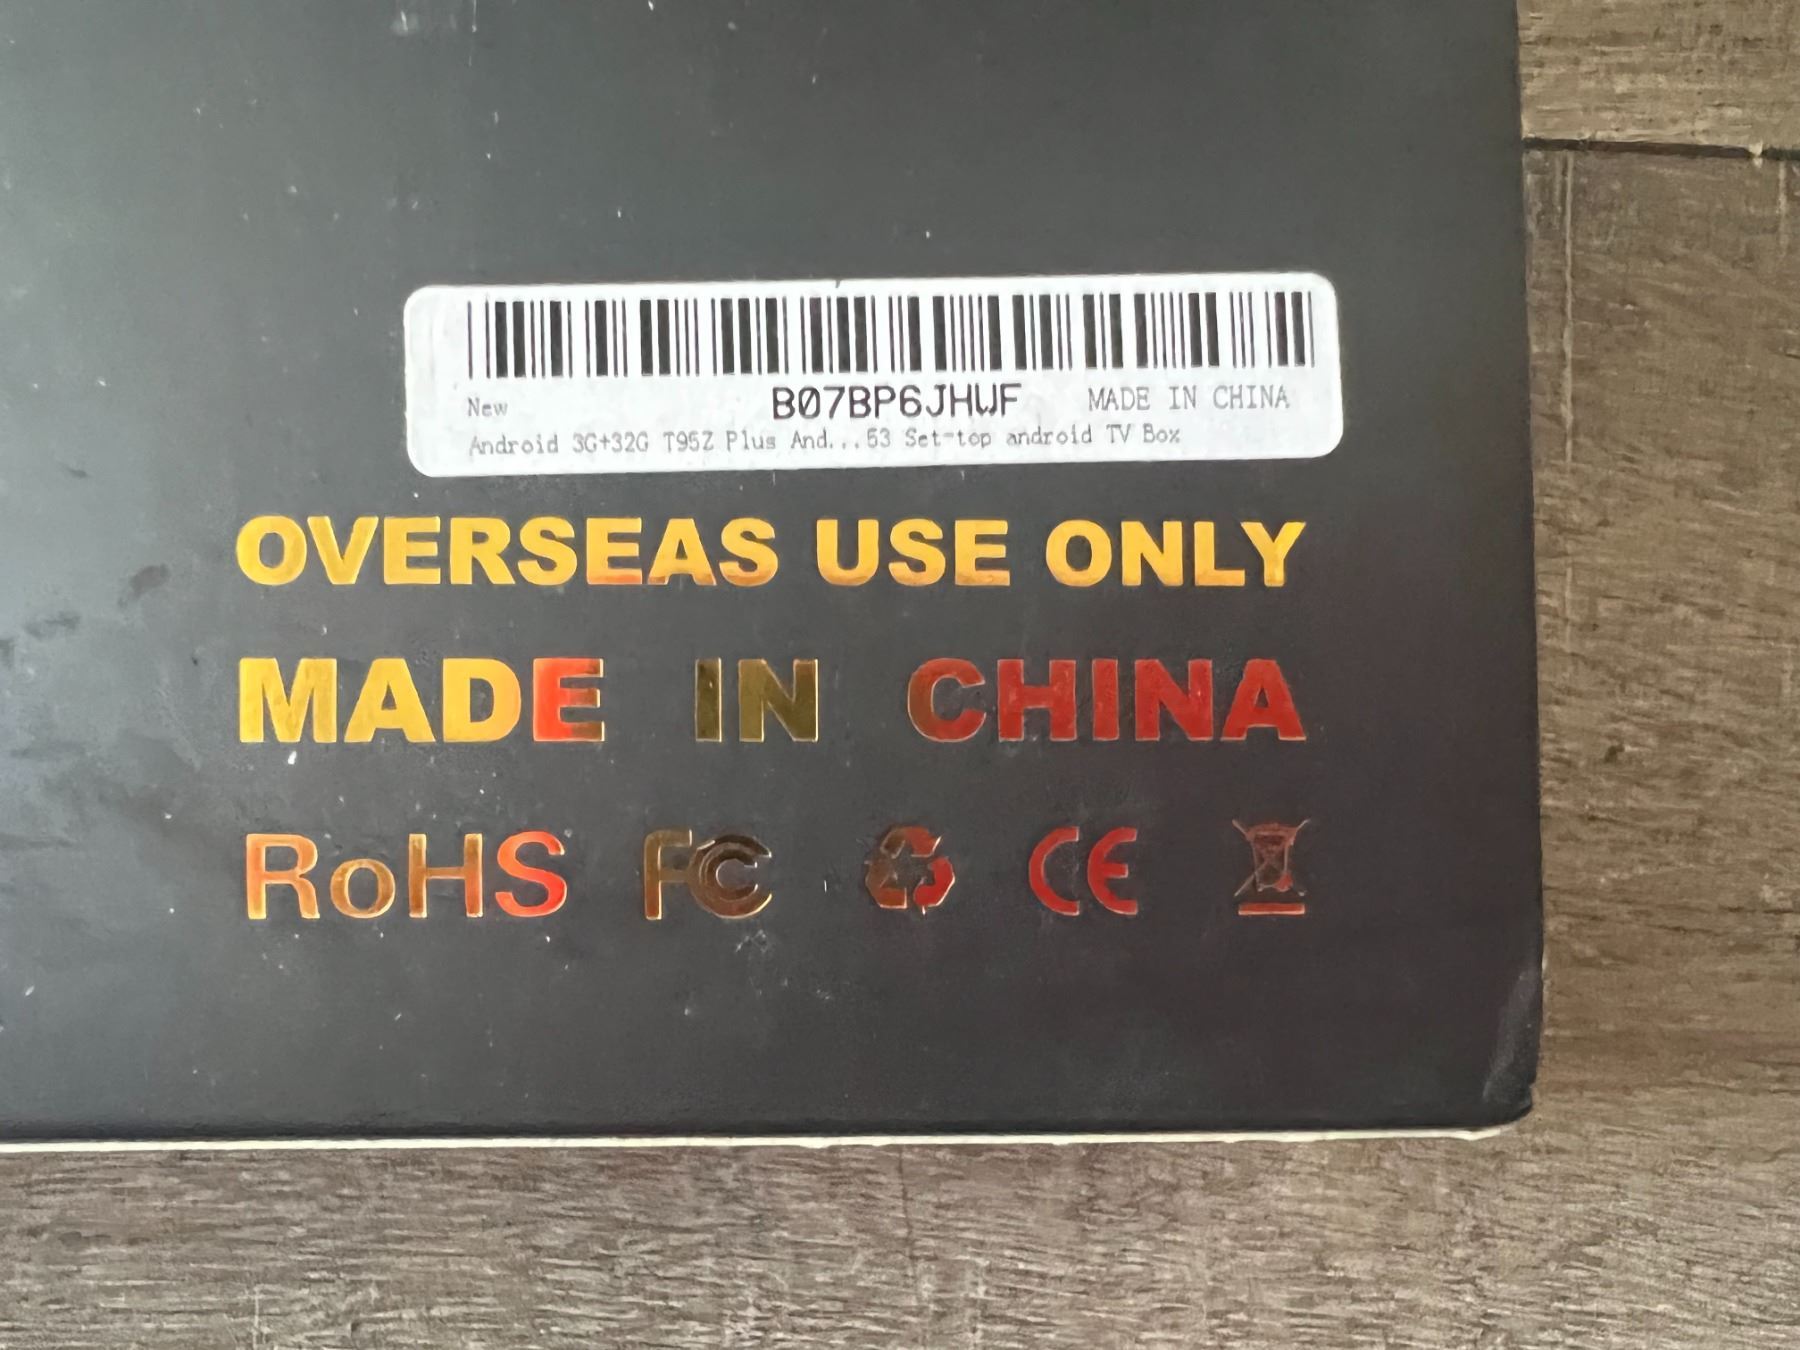 New B07BP6JHWF MADE IN CHINA
Android 3G+32G T95Z Plus And...53 Set-top android TV Box
OVERSEAS USE ONLY
MADE IN CHINA
RoHS FC CE